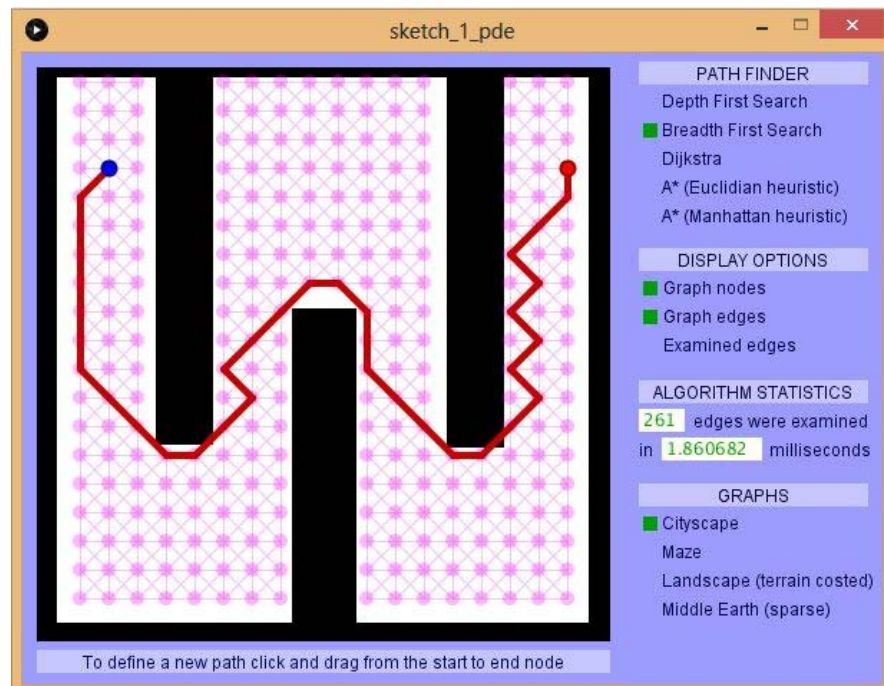 sketch_1_pde
PATH FINDER
Depth First Search
Breadth First Search
Dijkstra
A* (Euclidian heuristic)
A* (Manhattan heuristic)
DISPLAY OPTIONS
Graph nodes
Graph edges
Examined edges
ALGORITHM STATISTICS
261 edges were examined
in 1.860682 milliseconds
GRAPHS
Cityscape
Maze
Landscape (terrain costed)
Middle Earth (sparse)
To define a new path click and drag from the start to end node